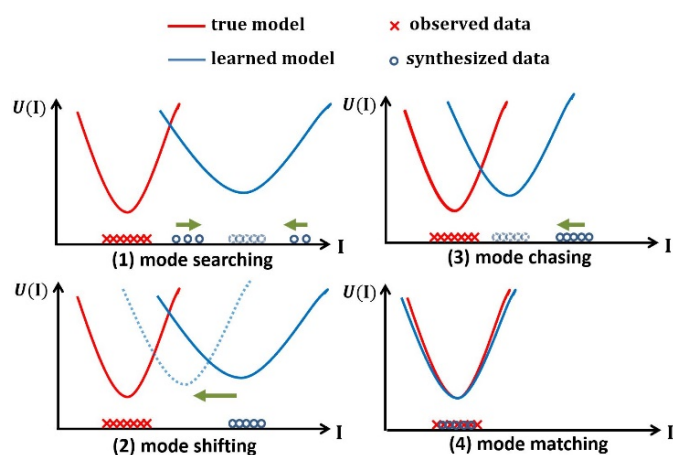 true model
observed data
learned model
synthesized data
U(I)
I
(1) mode searching
U(I)
I
(3) mode chasing
U(I)
I
(2) mode shifting
U(I)
I
(4) mode matching